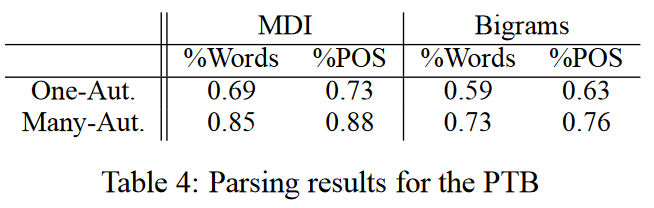 MDI Bigrams
%Words %POS %Words %POS
One-Aut. 0.69 0.73 0.59 0.63
Many-Aut. 0.85 0.88 0.73 0.76
Table 4: Parsing results for the PTB